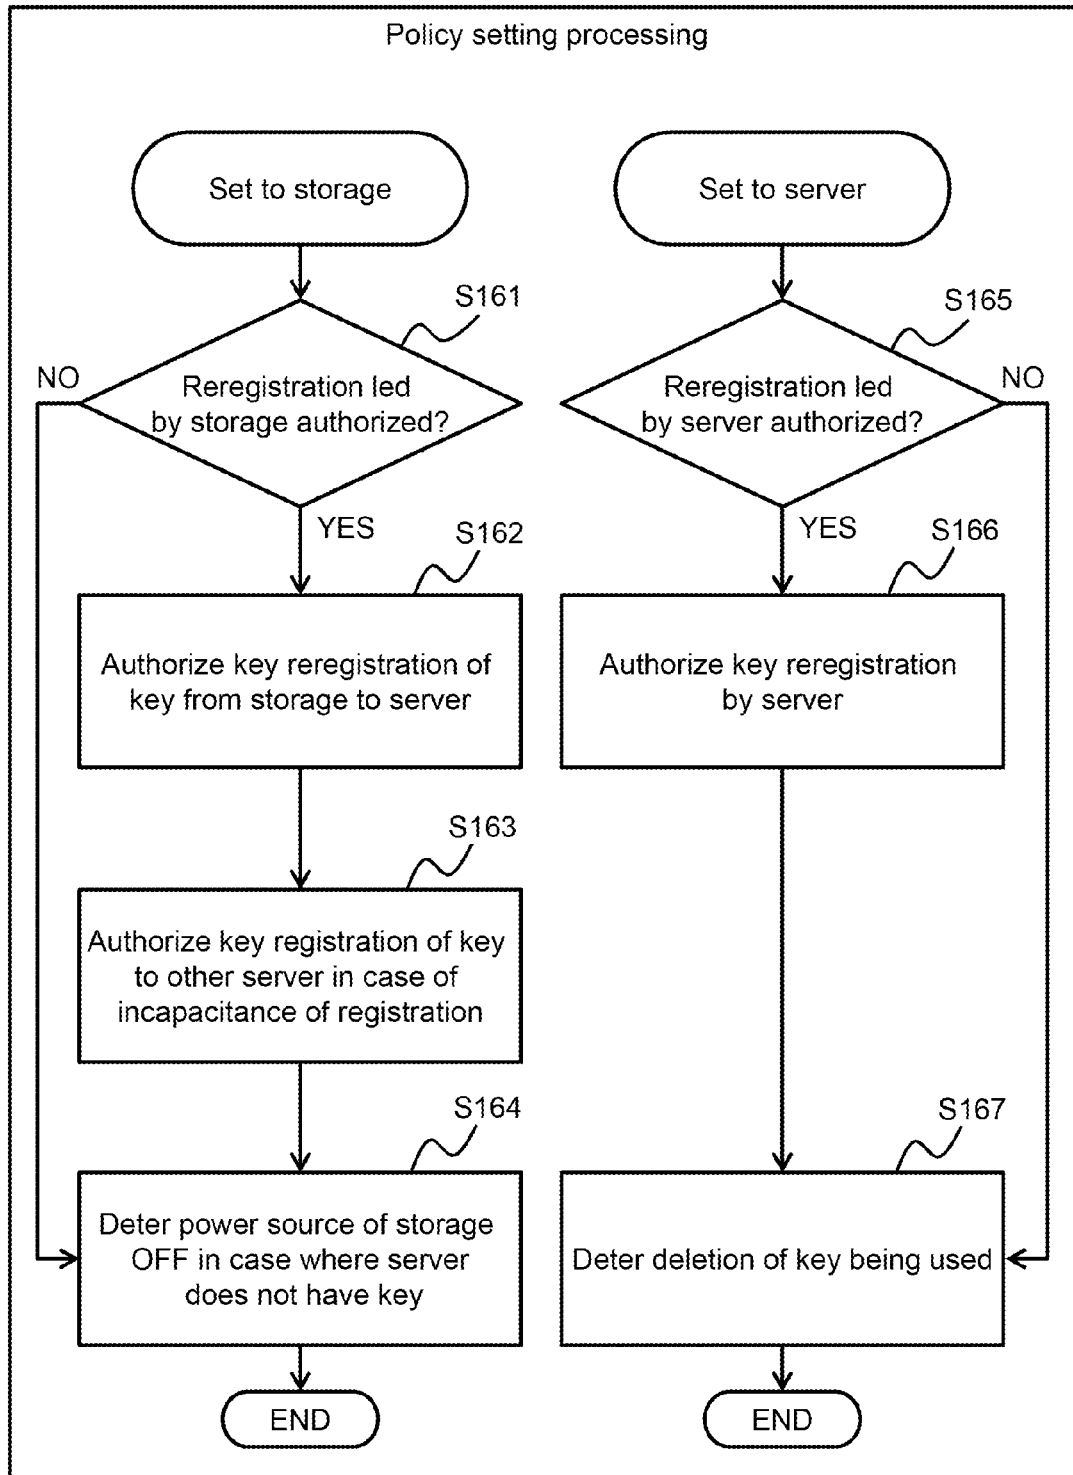 Policy setting processing
Set to storage
S161
Reregistration led
by storage authorized?
NO
YES
S162
Authorize key reregistration of
key from storage to server
S163
Authorize key registration of key
to other server in case of
incapacitance of registration
S164
Deter power source of storage
OFF in case where server
does not have key
END
Set to server
S165
Reregistration led
by server authorized?
NO
YES
S166
Authorize key reregistration
by server
S167
Deter deletion of key being used
END